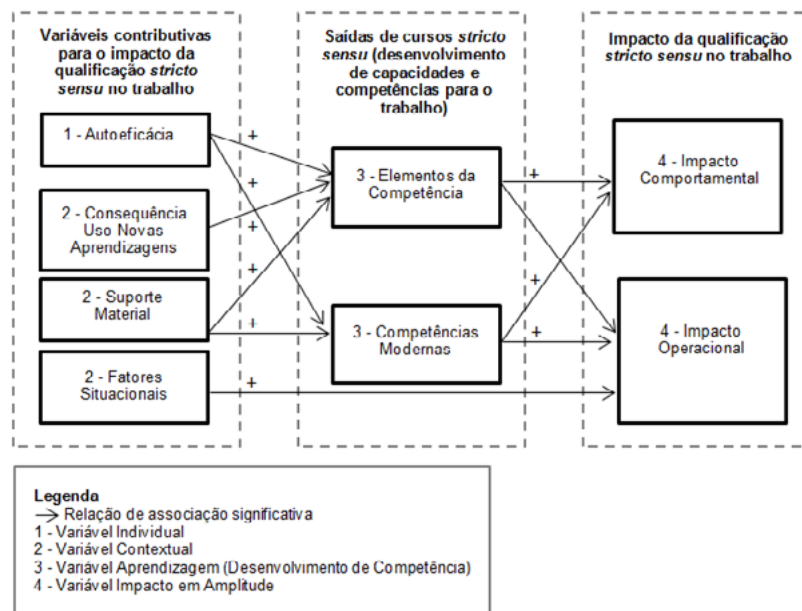 Variáveis contributivas
para o impacto da
qualificação stricto
sensu no trabalho
1 - Autoeficácia
2 - Consequência
Uso Novas
Aprendizagens
2 - Suporte
Material
2 - Fatores
Situacionais
+
+
+
+
+
+
Saídas de cursos stricto
sensu (desenvolvimento
de capacidades e
competências para o
trabalho)
3 - Elementos da
Competência
3 - Competências
Modernas
+
+
+
Impacto da qualificação
stricto sensu no trabalho
4 - Impacto
Comportamental
4 - Impacto
Operacional
Legenda
→ Relação de associação significativa
1 - Variável Individual
2 - Variável Contextual
3 - Variável Aprendizagem (Desenvolvimento de Competência)
4 - Variável Impacto em Amplitude